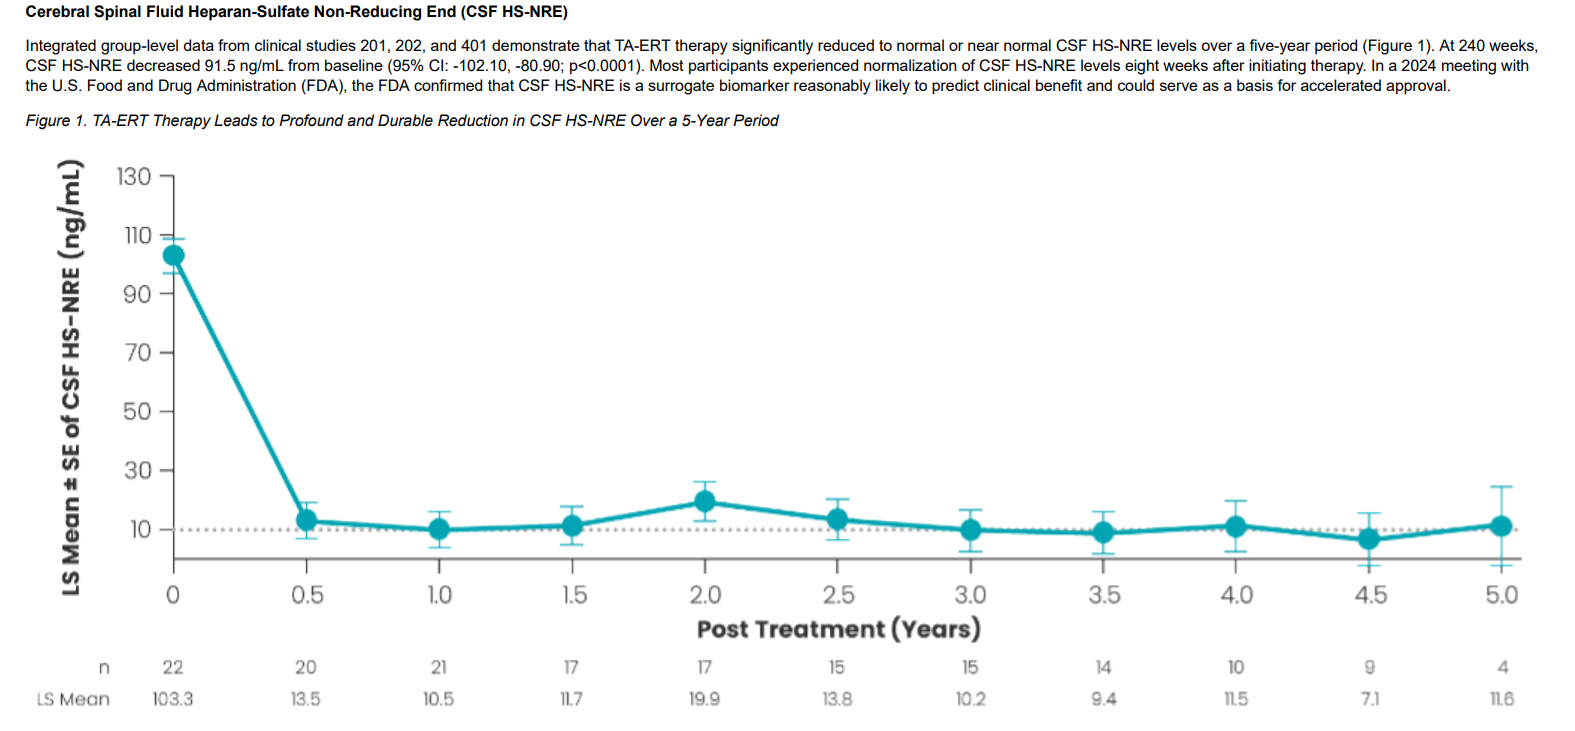 Cerebral Spinal Fluid Heparan-Sulfate Non-Reducing End (CSF HS-NRE)
Integrated group-level data from clinical studies 201, 202, and 401 demonstrate that TA-ERT therapy significantly reduced to normal or near normal CSF HS-NRE levels over a five-year period (Figure 1). At 240 weeks,
CSF HS-NRE decreased 91.5 ng/mL from baseline (95% CI: -102.10, -80.90; p<0.0001). Most participants experienced normalization of CSF HS-NRE levels eight weeks after initiating therapy. In a 2024 meeting with
the U.S. Food and Drug Administration (FDA), the FDA confirmed that CSF HS-NRE is a surrogate biomarker reasonably likely to predict clinical benefit and could serve as a basis for accelerated approval.
Figure 1. TA-ERT Therapy Leads to Profound and Durable Reduction in CSF HS-NRE Over a 5-Year Period
LS Mean ± SE of CSF HS-NRE (ng/mL)
130
110
90
70
50
30
10
0 0.5 1.0 1.5 2.0 2.5 3.0 3.5 4.0 4.5 5.0
Post Treatment (Years)
n 22 20 21 17 17 15 15 14 10 9 4
LS Mean 103.3 13.5 10.5 11.7 19.9 13.8 10.2 9.4 11.5 7.1 11.6